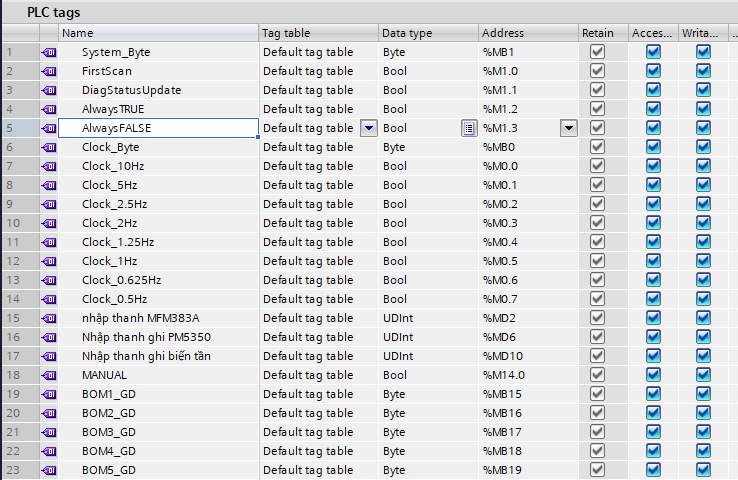 PLC tags
Name Tag table Data type Address Retain Acces... Writa... ...
1 System_Byte Default tag table Byte %MB1
2 FirstScan Default tag table Bool %M1.0
3 DiagStatusUpdate Default tag table Bool %M1.1
4 AlwaysTRUE Default tag table Bool %M1.2
5 AlwaysFALSE Default tag table Bool %M1.3
6 Clock_Byte Default tag table Byte %MB0
7 Clock_10Hz Default tag table Bool %M0.0
8 Clock_5Hz Default tag table Bool %M0.1
9 Clock_2.5Hz Default tag table Bool %M0.2
10 Clock_2Hz Default tag table Bool %M0.3
11 Clock_1.25Hz Default tag table Bool %M0.4
12 Clock_1Hz Default tag table Bool %M0.5
13 Clock_0.625Hz Default tag table Bool %M0.6
14 Clock_0.5Hz Default tag table Bool %M0.7
15 nhập thanh MFM383A Default tag table UDInt %MD2
16 Nhập thanh ghi PM5350 Default tag table UDInt %MD6
17 Nhập thanh ghi biến tần Default tag table UDInt %MD10
18 MANUAL Default tag table Bool %M14.0
19 BOM1_GD Default tag table Byte %MB15
20 BOM2_GD Default tag table Byte %MB16
21 BOM3_GD Default tag table Byte %MB17
22 BOM4_GD Default tag table Byte %MB18
23 BOM5_GD Default tag table Byte %MB19